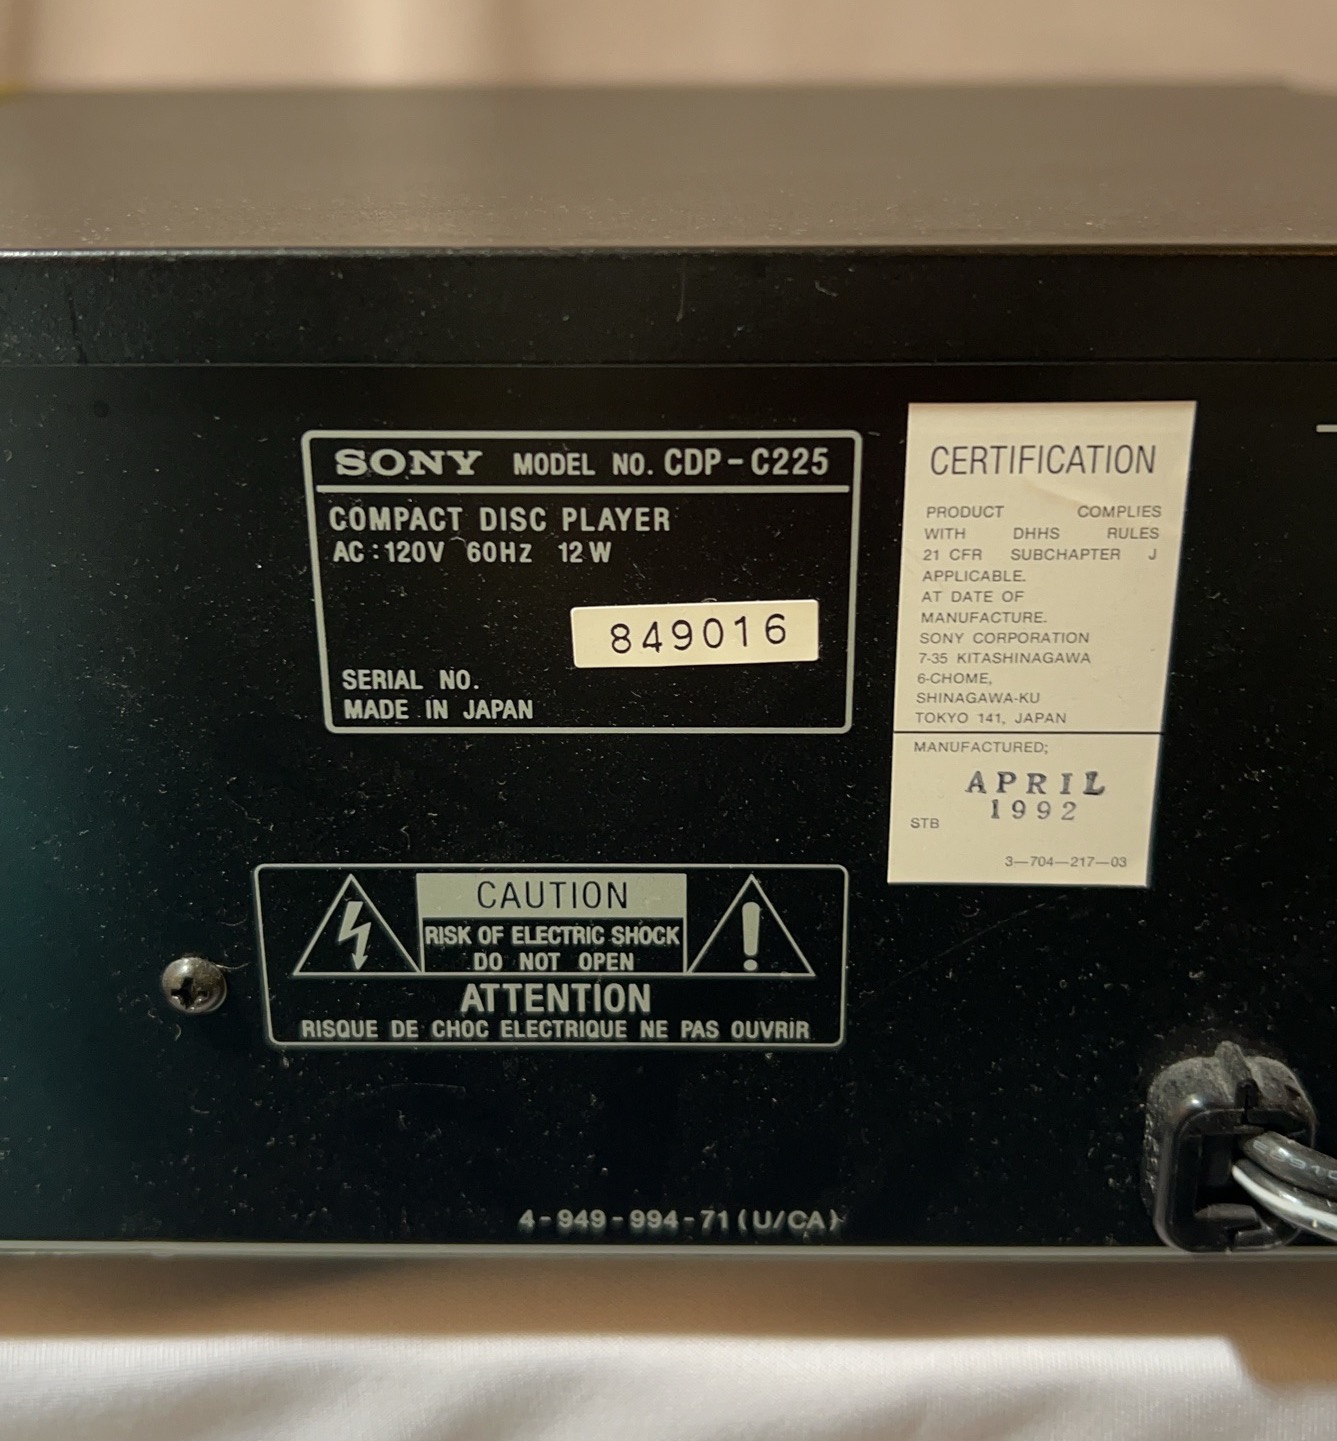 SONY MODEL NO. CDP-C225
COMPACT DISC PLAYER
AC:120V 60HZ 12W
849016
SERIAL NO.
MADE IN JAPAN
CERTIFICATION
PRODUCT COMPLIES
WITH DHHS RULES
21 CFR SUBCHAPTER J
APPLICABLE.
AT DATE OF
MANUFACTURE.
SONY CORPORATION
7-35 KITASHINAGAWA
6-CHOME,
SHINAGAWA-KU
TOKYO 141, JAPAN
MANUFACTURED;
APRIL
1992
STB
3—704—217—03
CAUTION
RISK OF ELECTRIC SHOCK
DO NOT OPEN
ATTENTION
RISQUE DE CHOC ELECTRIQUE NE PAS OUVRIR
4-949-994-71(U/CA)